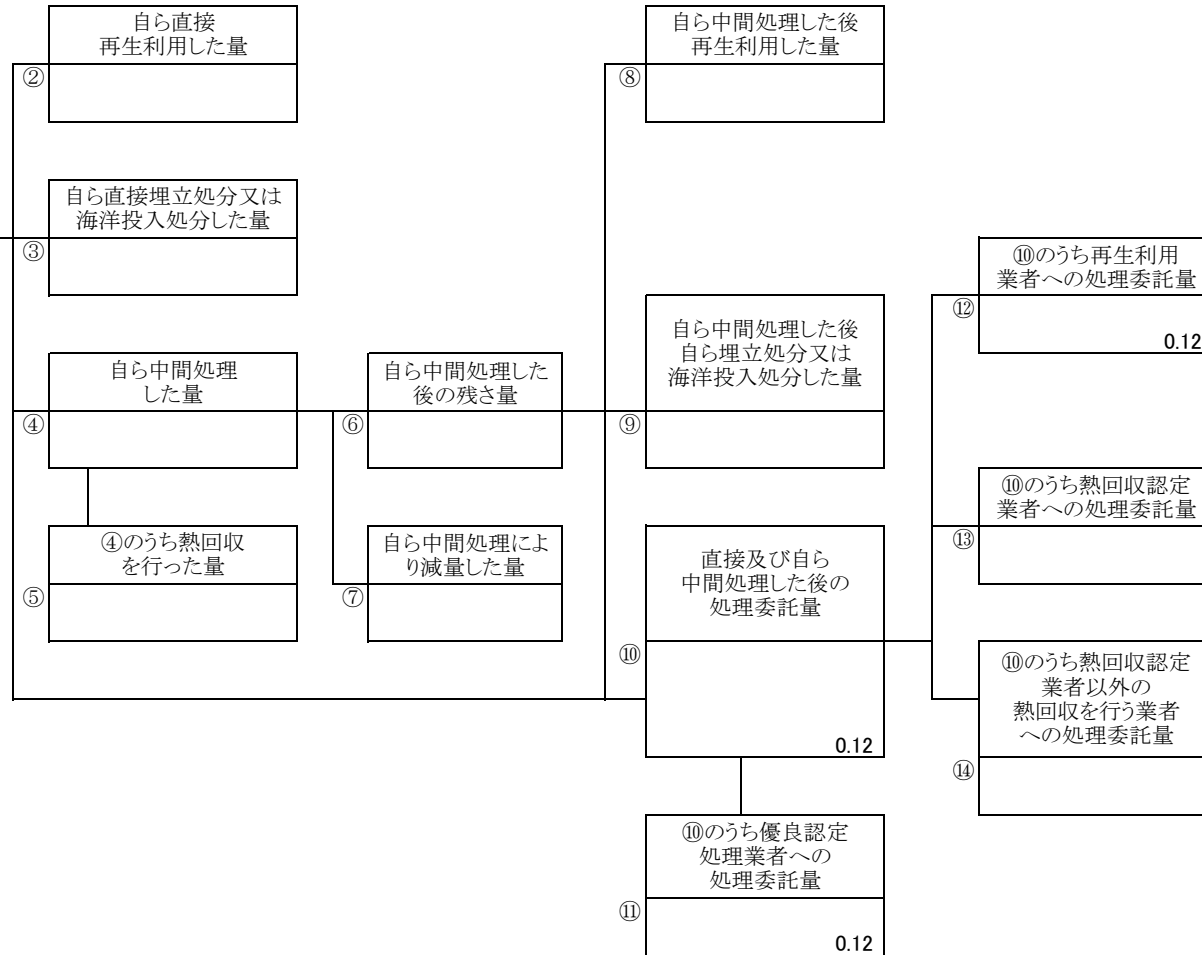 自ら直接
再生利用した量
②
自ら中間処理した後
再生利用した量
⑧
自ら直接埋立処分又は
海洋投入処分した量
③
⑩のうち再生利用
業者への処理委託量
⑫
0.12
自ら中間処理した後
自ら埋立処分又は
海洋投入処分した量
⑨
自ら中間処理
した量
④
自ら中間処理した
後の残さ量
⑥
⑩のうち熱回収認定
業者への処理委託量
⑬
④のうち熱回収
を行った量
⑤
自ら中間処理によ
り減量した量
⑦
直接及び自ら
中間処理した後の
処理委託量
⑩
0.12
⑩のうち熱回収認定
業者以外の
熱回収を行う業者
への処理委託量
⑭
⑩のうち優良認定
処理業者への
処理委託量
⑪
0.12